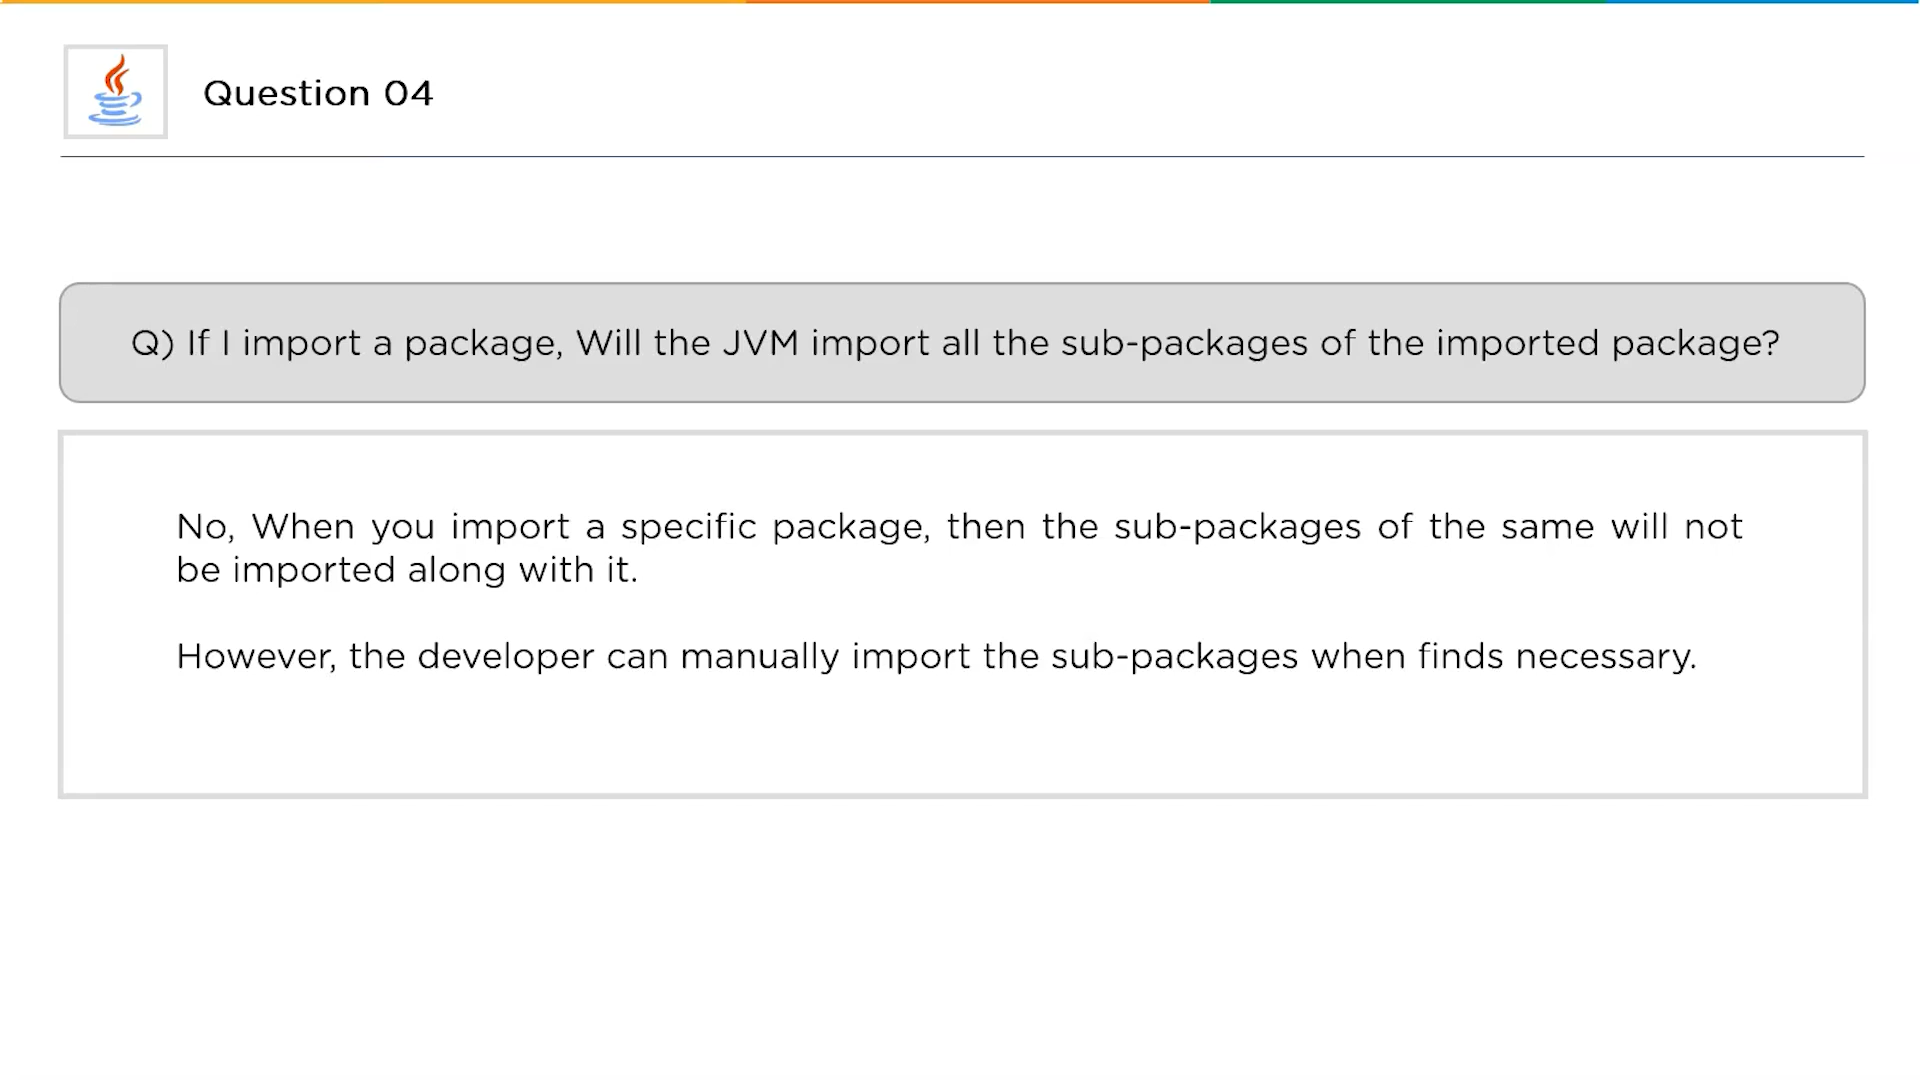 Question 04
Q) If I import a package, Will the JVM import all the sub-packages of the imported package?
No, When you import a specific package, then the sub-packages of the same will not
be imported along with it.
However, the developer can manually import the sub-packages when finds necessary.